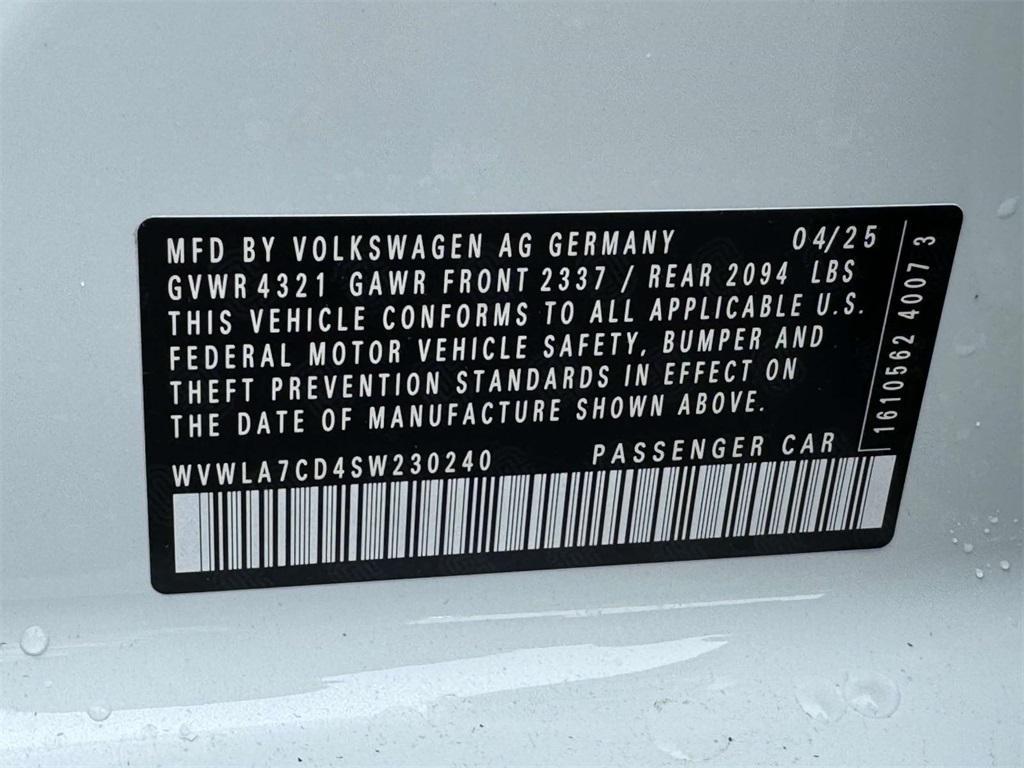 MFD BY VOLKSWAGEN AG GERMANY 04/25
GVWR 4321 GAWR FRONT 2337 / REAR 2094 LBS
THIS VEHICLE CONFORMS TO ALL APPLICABLE U.S.
FEDERAL MOTOR VEHICLE SAFETY, BUMPER AND
THEFT PREVENTION STANDARDS IN EFFECT ON
THE DATE OF MANUFACTURE SHOWN ABOVE.
WVWLA7CD4SW230240 PASSENGER CAR
1610562 4007 3